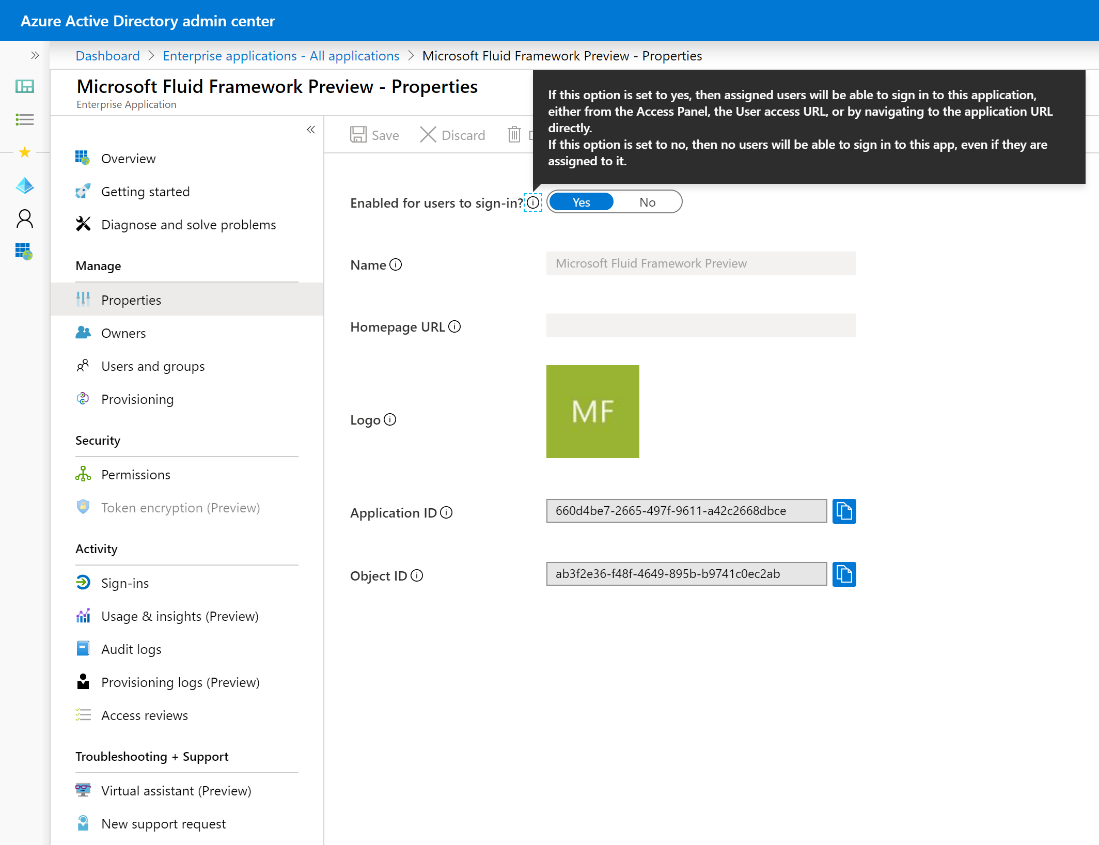 Azure Active Directory admin center
Dashboard > Enterprise applications - All applications > Microsoft Fluid Framework Preview - Properties
Microsoft Fluid Framework Preview - Properties
Enterprise Application
If this option is set to yes, then assigned users will be able to sign in to this application,
either from the Access Panel, the User access URL, or by navigating to the application URL
directly.
If this option is set to no, then no users will be able to sign in to this app, even if they are
assigned to it.
Overview
Getting started
Diagnose and solve problems
Manage
Properties
Owners
Users and groups
Provisioning
Security
Permissions
Token encryption (Preview)
Activity
Sign-ins
Usage & insights (Preview)
Audit logs
Provisioning logs (Preview)
Access reviews
Troubleshooting + Support
Virtual assistant (Preview)
New support request
Save Discard
Enabled for users to sign-in? Yes No
Name Microsoft Fluid Framework Preview
Homepage URL
Logo MF
Application ID 660d4be7-2665-497f-9611-a42c2668dbce
Object ID ab3f2e36-f48f-4649-895b-b9741c0ec2ab